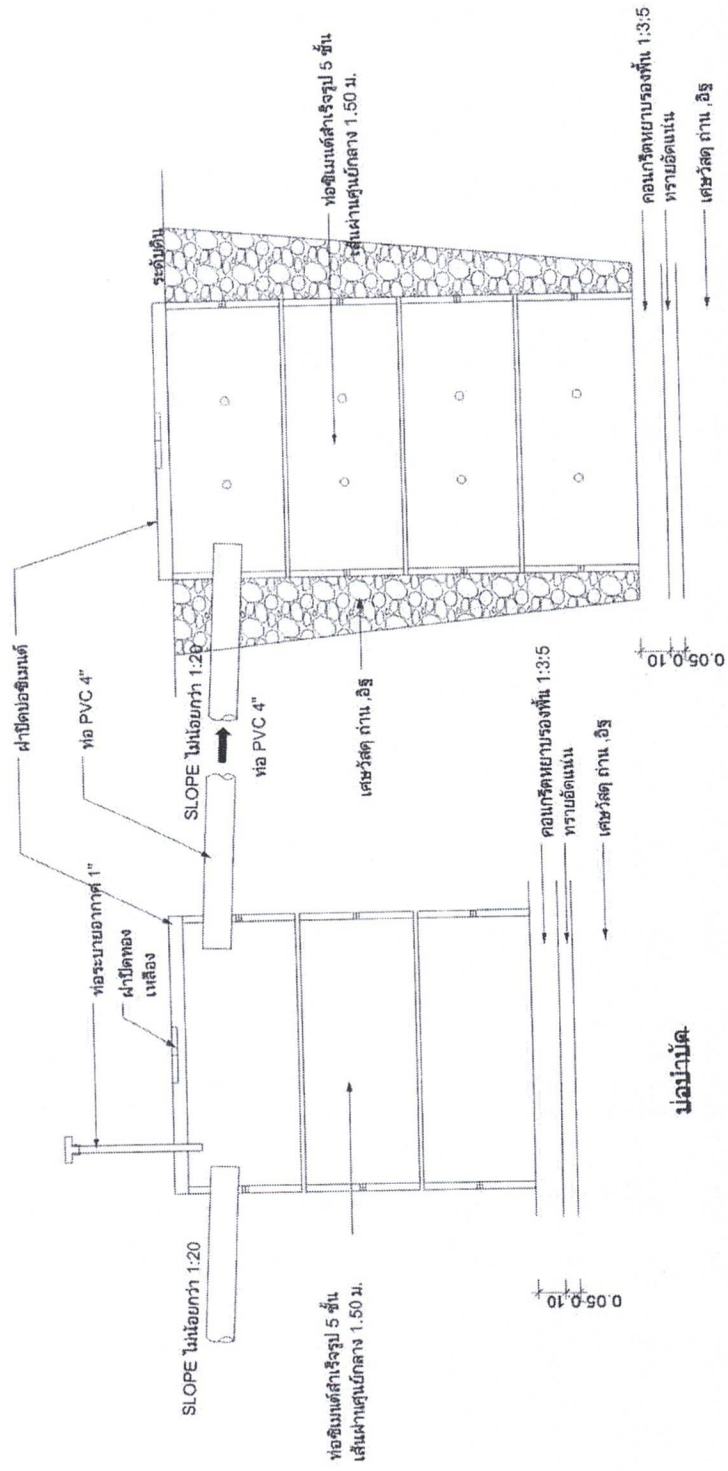 ฝาปิดบ่อซิเมนต์
ท่อ PVC 4"
ท่อระบายอากาศ 1"
ฝาปิดทอง
เหลือง
SLOPE ไม่น้อยกว่า 1:20
ท่อซิเมนต์สำเร็จรูป 5 ชั้น
เส้นผ่านศูนย์กลาง 1.50 ม.
คอนกรีตหยาบรองพื้น 1:3:5
ทรายอัดแน่น
เศษวัสดุ ถ่าน ,อิฐ
0.05 0.10
บ่อบำบัด
SLOPE ไม่น้อยกว่า 1:20
ท่อ PVC 4"
เศษวัสดุ ถ่าน ,อิฐ
ระดับดิน
ท่อซิเมนต์สำเร็จรูป 5 ชั้น
เส้นผ่านศูนย์กลาง 1.50 ม.
คอนกรีตหยาบรองพื้น 1:3:5
ทรายอัดแน่น
เศษวัสดุ ถ่าน ,อิฐ
0.05 0.10